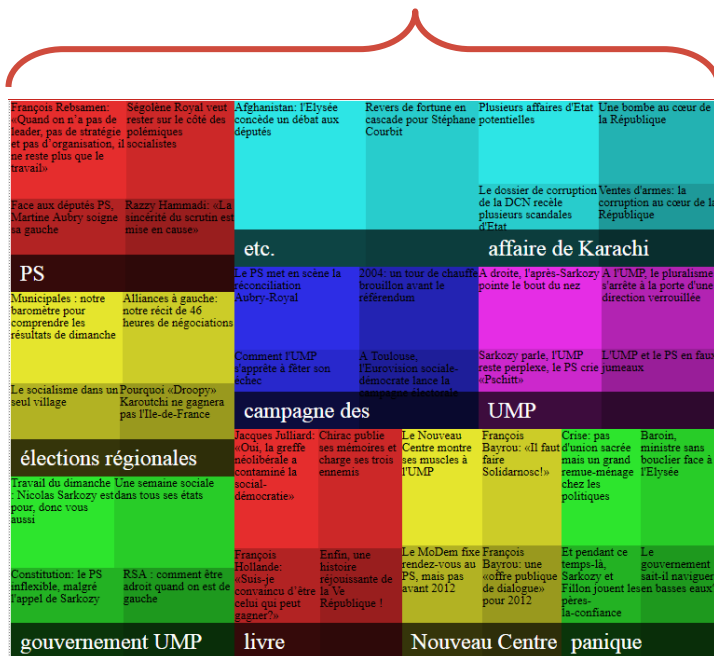 François Rebsamen:
«Quand on n'a pas de
leader, pas de stratégie
et pas d'organisation, il
ne reste plus que le
travail»
Ségolène Royal veut
rester sur le côté des
polémiques
socialistes
Face aux députés PS,
Martine Aubry soigne
sa gauche
Razzy Hammadi: «La
sincérité du scrutin est
mise en cause»
PS
Afghanistan: l'Elysée
concède un débat aux
députés
Revers de fortune en
cascade pour Stéphane
Courbit
etc.
Plusieurs affaires d'Etat
potentielles
Une bombe au cœur de
la République
Le dossier de corruption
de la DCN recèle
plusieurs scandales
d'Etat
Ventes d'armes: la
corruption au cœur de la
République
affaire de Karachi
Municipales : notre
baromètre pour
comprendre les
résultats de dimanche
Alliances à gauche:
notre récit de 46
heures de négociations
Le socialisme dans un
seul village
Pourquoi «Droopy»
Karoutchi ne gagnera
pas l'Ile-de-France
élections régionales
Le PS met en scène la
réconciliation
Aubry-Royal
2004: un tour de chauffe
brouillon avant le
référendum
Comment l'UMP
s'apprête à fêter son
échec
A Toulouse,
l'Eurovision sociale-
démocrate lance la
campagne électorale
campagne des
A droite, l'après-Sarkozy
pointe le bout du nez
A l'UMP, le pluralisme
s'arrête à la porte d'une
direction verrouillée
Sarkozy parle, l'UMP
reste perplexe, le PS crie
«Pschitt»
L'UMP et le PS en faux
jumeaux
UMP
Travail du dimanche
: Nicolas Sarkozy est
pour, donc vous
aussi
Une semaine sociale
dans tous ses états
Constitution: le PS
inflexible, malgré
l'appel de Sarkozy
RSA : comment être
adroit quand on est de
gauche
gouvernement UMP
Jacques Julliard:
«Oui, la greffe
néolibérale a
contaminé la
social-
démocratie»
Chirac publie
ses mémoires et
charge ses trois
ennemis
François
Hollande:
«Suis-je
convaincu d'être
celui qui peut
gagner?»
Enfin, une
histoire
réjouissante de
la Ve
République !
livre
Le Nouveau
Centre montre
ses muscles à
l'UMP
François
Bayrou: «Il faut
faire
Solidarnosc!»
Le MoDem fixe
rendez-vous au
PS, mais pas
avant 2012
François
Bayrou: une
«offre publique
de dialogue»
pour 2012
Nouveau Centre
Crise: pas
d'union sacrée
mais un grand
remue-ménage
chez les
politiques
Baroin,
ministre sans
bouclier face à
l'Elysée
Et pendant ce
temps-là,
Sarkozy et
Fillon jouent les
pères-
la-confiance
Le
gouvernement
sait-il naviguer
en basses eaux?
panique